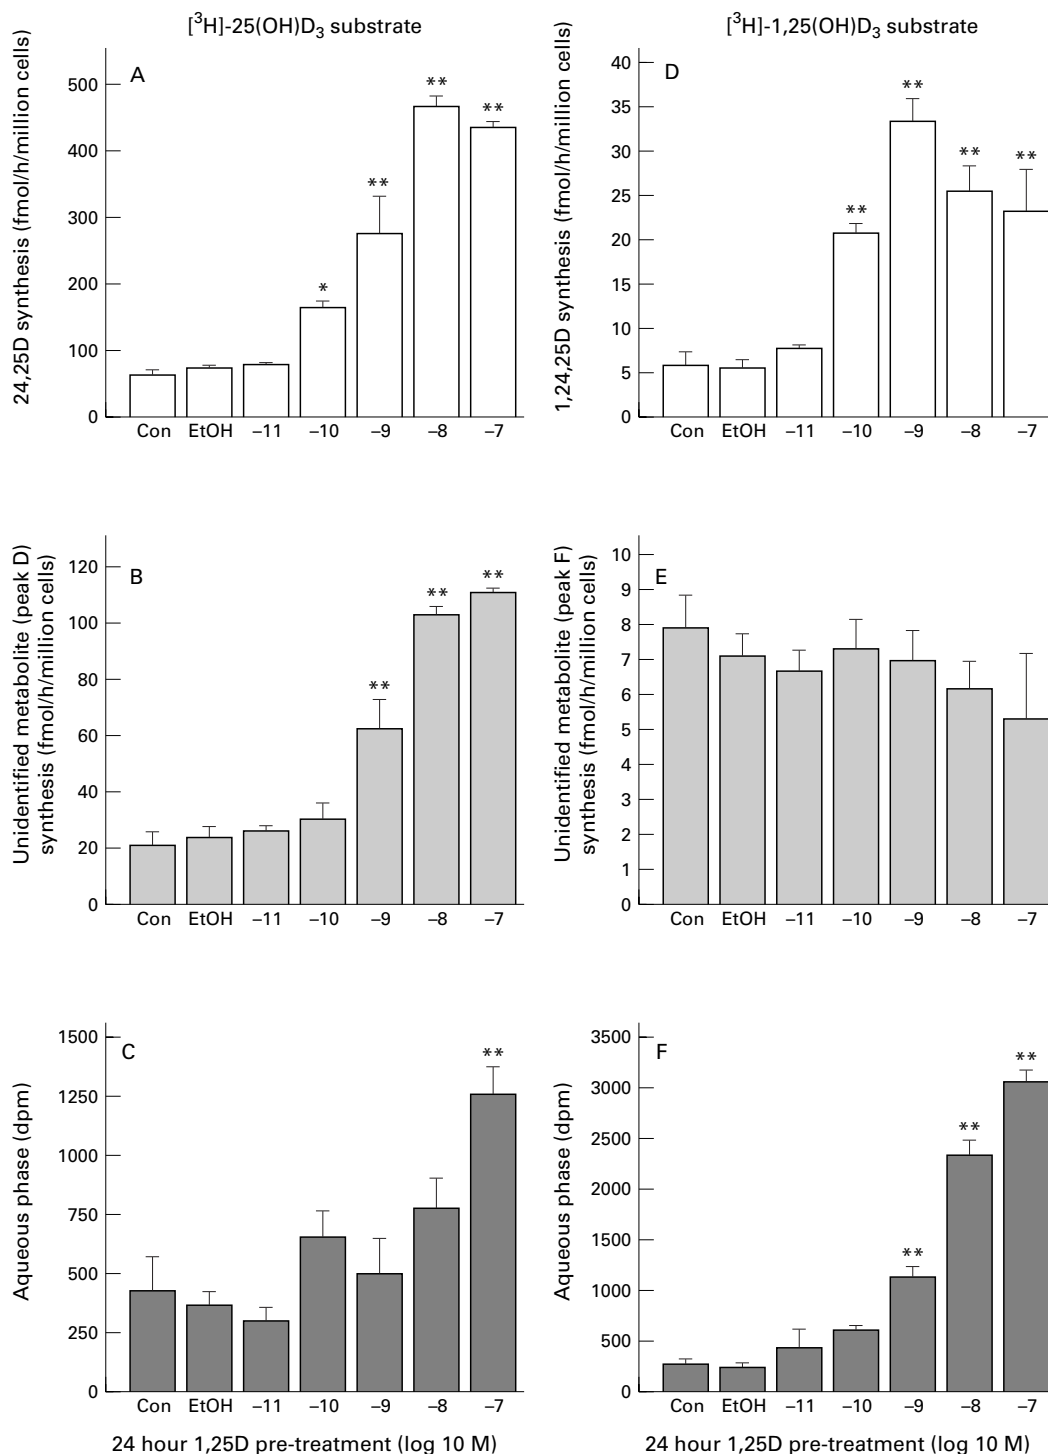 [³H]-25(OH)D₃ substrate
A
24,25D synthesis (fmol/h/million cells)
500
400
300
200
100
0
*
**
**
**
Con EtOH –11 –10 –9 –8 –7
[³H]-1,25(OH)D₃ substrate
D
1,24,25D synthesis (fmol/h/million cells)
40
35
30
25
20
15
10
5
0
**
**
**
**
Con EtOH –11 –10 –9 –8 –7
B
Unidentified metabolite (peak D)
synthesis (fmol/h/million cells)
120
100
80
60
40
20
0
**
**
**
Con EtOH –11 –10 –9 –8 –7
E
Unidentified metabolite (peak F)
synthesis (fmol/h/million cells)
10
9
8
7
6
5
4
3
2
1
0
Con EtOH –11 –10 –9 –8 –7
C
Aqueous phase (dpm)
1500
1250
1000
750
500
250
0
**
Con EtOH –11 –10 –9 –8 –7
24 hour 1,25D pre-treatment (log 10 M)
F
Aqueous phase (dpm)
3500
3000
2500
2000
1000
500
0
**
**
**
Con EtOH –11 –10 –9 –8 –7
24 hour 1,25D pre-treatment (log 10 M)